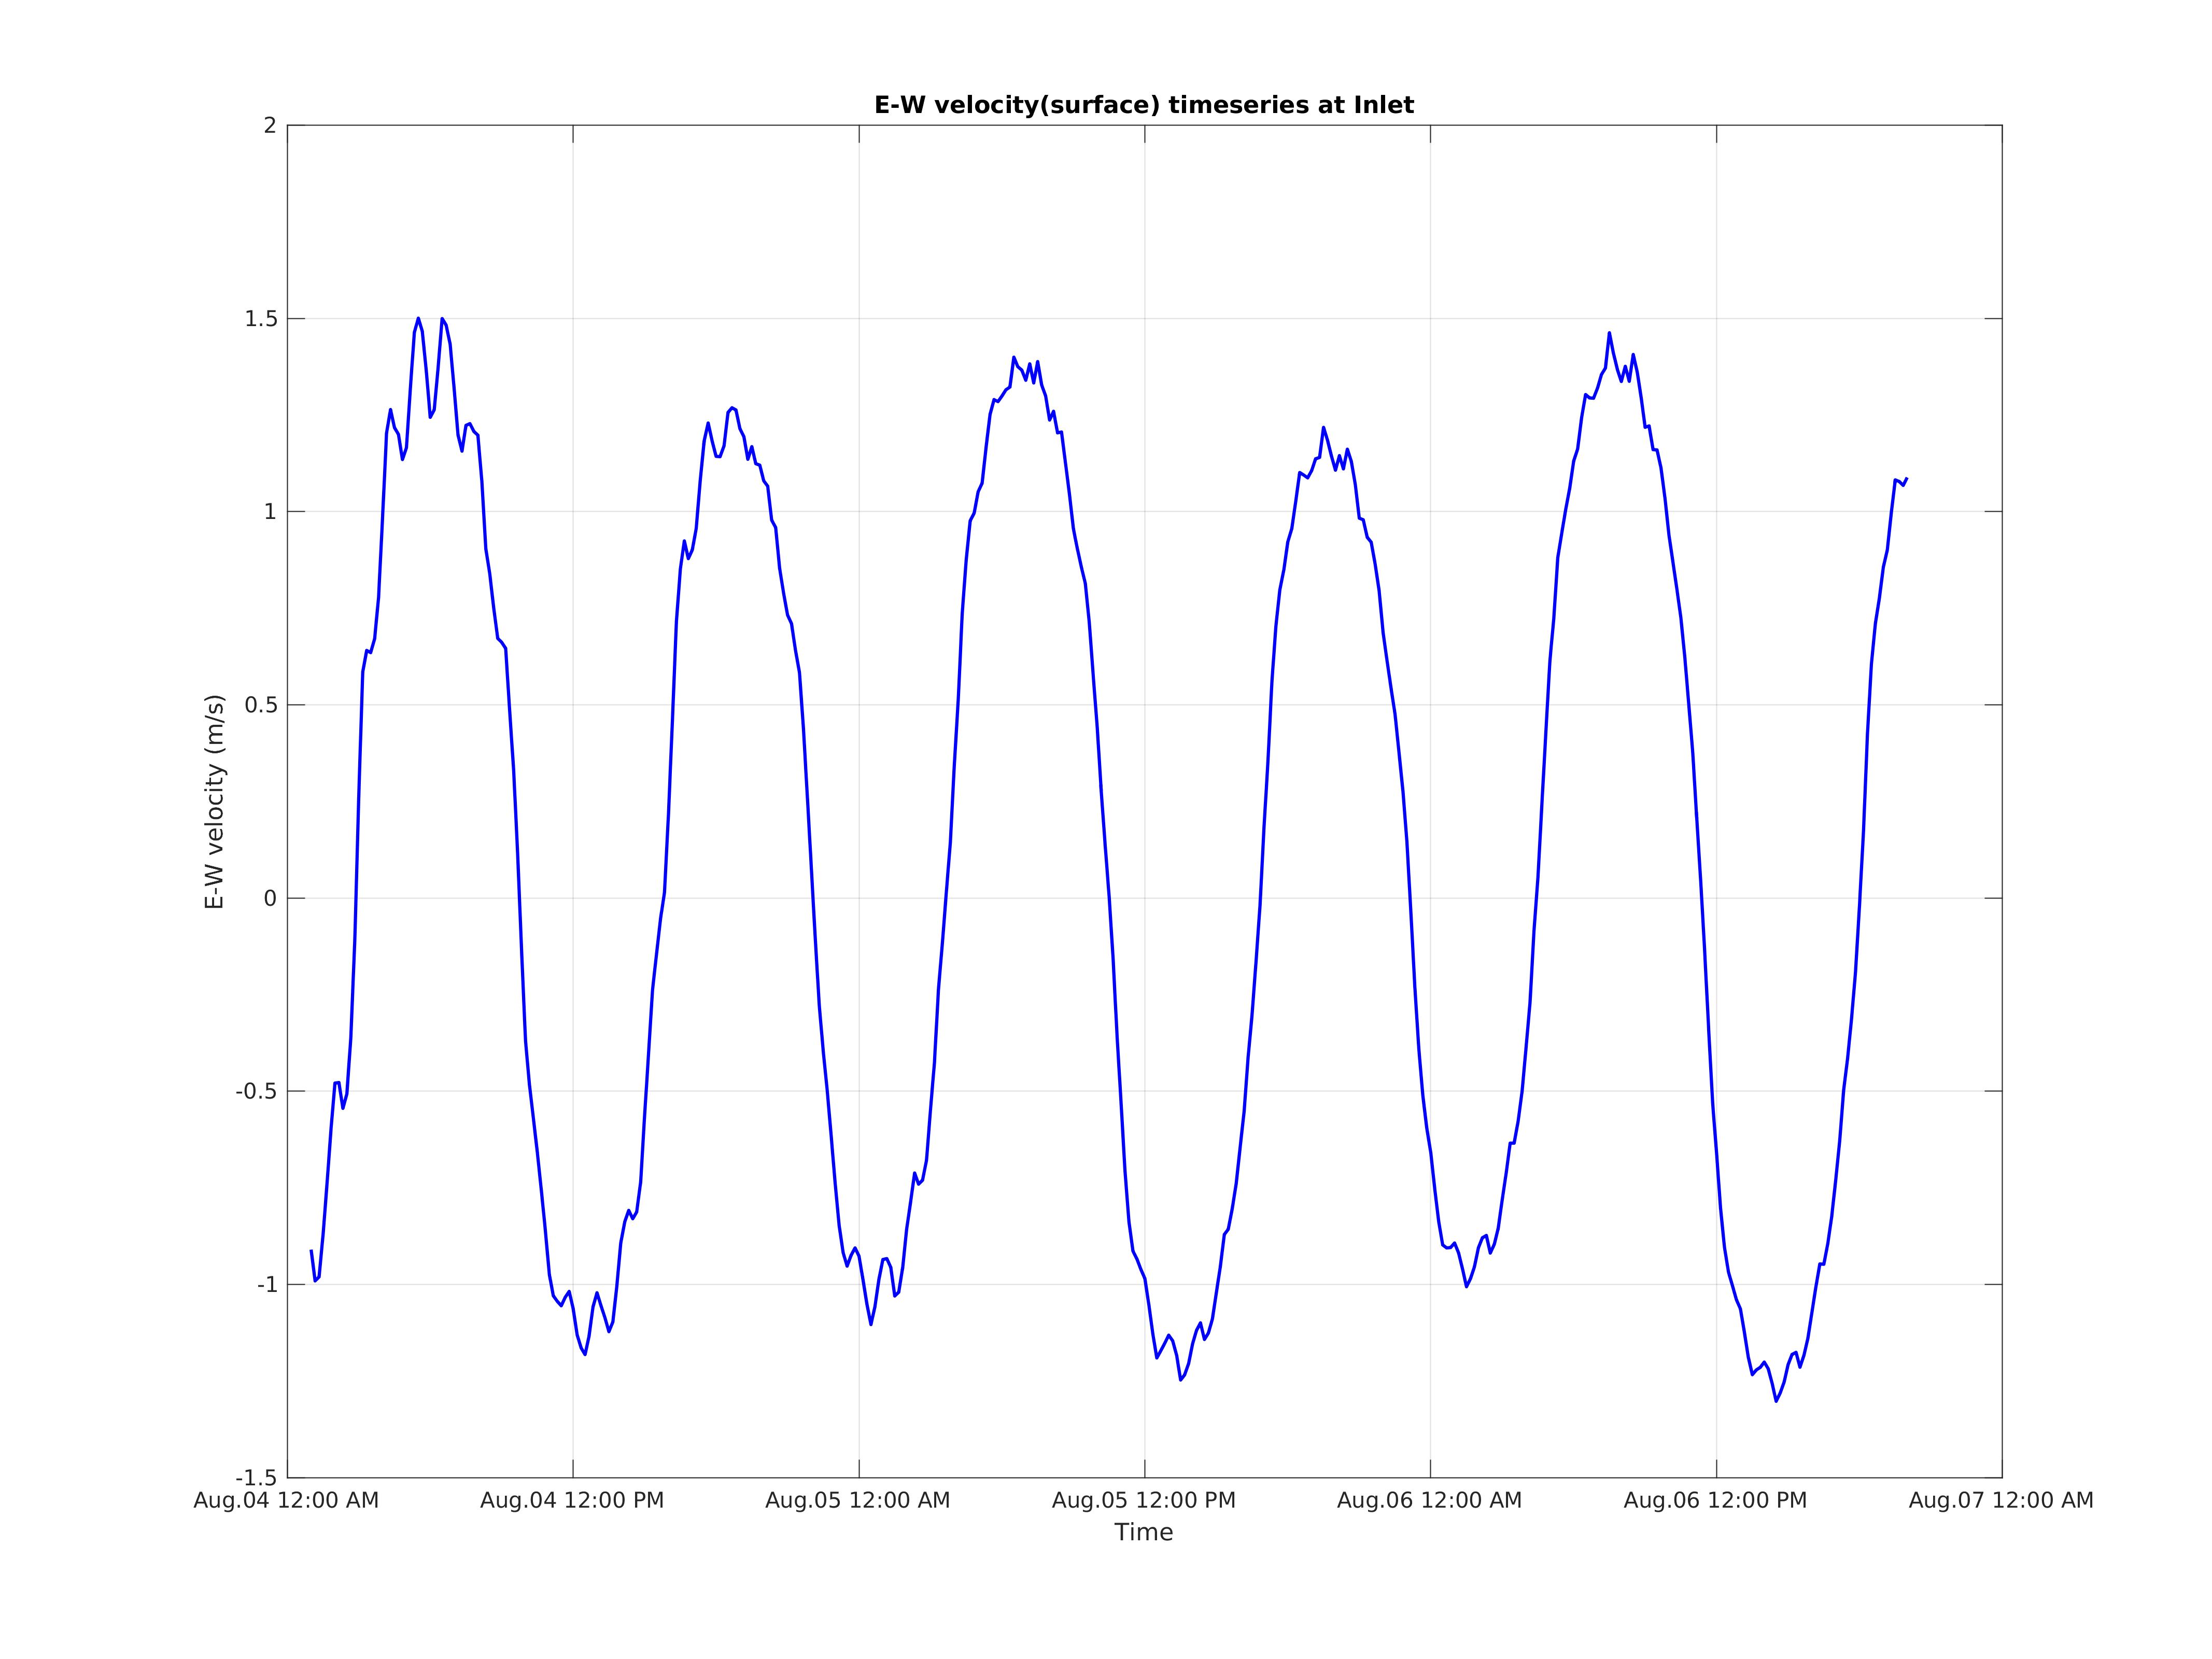 E-W velocity(surface) timeseries at Inlet
2
1.5
1
0.5
0
-0.5
-1
-1.5
E-W velocity (m/s)
Aug.04 12:00 AM
Aug.04 12:00 PM
Aug.05 12:00 AM
Aug.05 12:00 PM
Aug.06 12:00 AM
Aug.06 12:00 PM
Aug.07 12:00 AM
Time